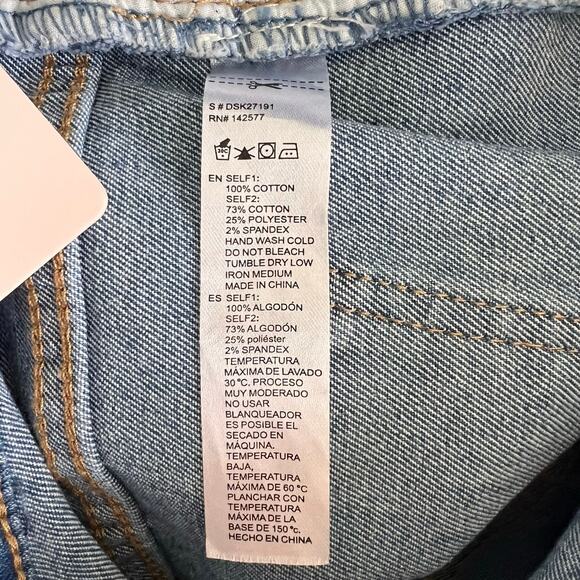 S # DSK27191
RN# 142577
30C
EN SELF1:
100% COTTON
SELF2:
73% COTTON
25% POLYESTER
2% SPANDEX
HAND WASH COLD
DO NOT BLEACH
TUMBLE DRY LOW
IRON MEDIUM
MADE IN CHINA
ES SELF1:
100% ALGODÓN
SELF2:
73% ALGODÓN
25% poliéster
2% SPANDEX
TEMPERATURA
MÁXIMA DE LAVADO
30 °C. PROCESO
MUY MODERADO
NO USAR
BLANQUEADOR
ES POSIBLE EL
SECADO EN
MÁQUINA.
TEMPERATURA
BAJA,
TEMPERATURA
MÁXIMA DE 60 °C
PLANCHAR CON
TEMPERATURA
MÁXIMA DE LA
BASE DE 150 °c.
HECHO EN CHINA